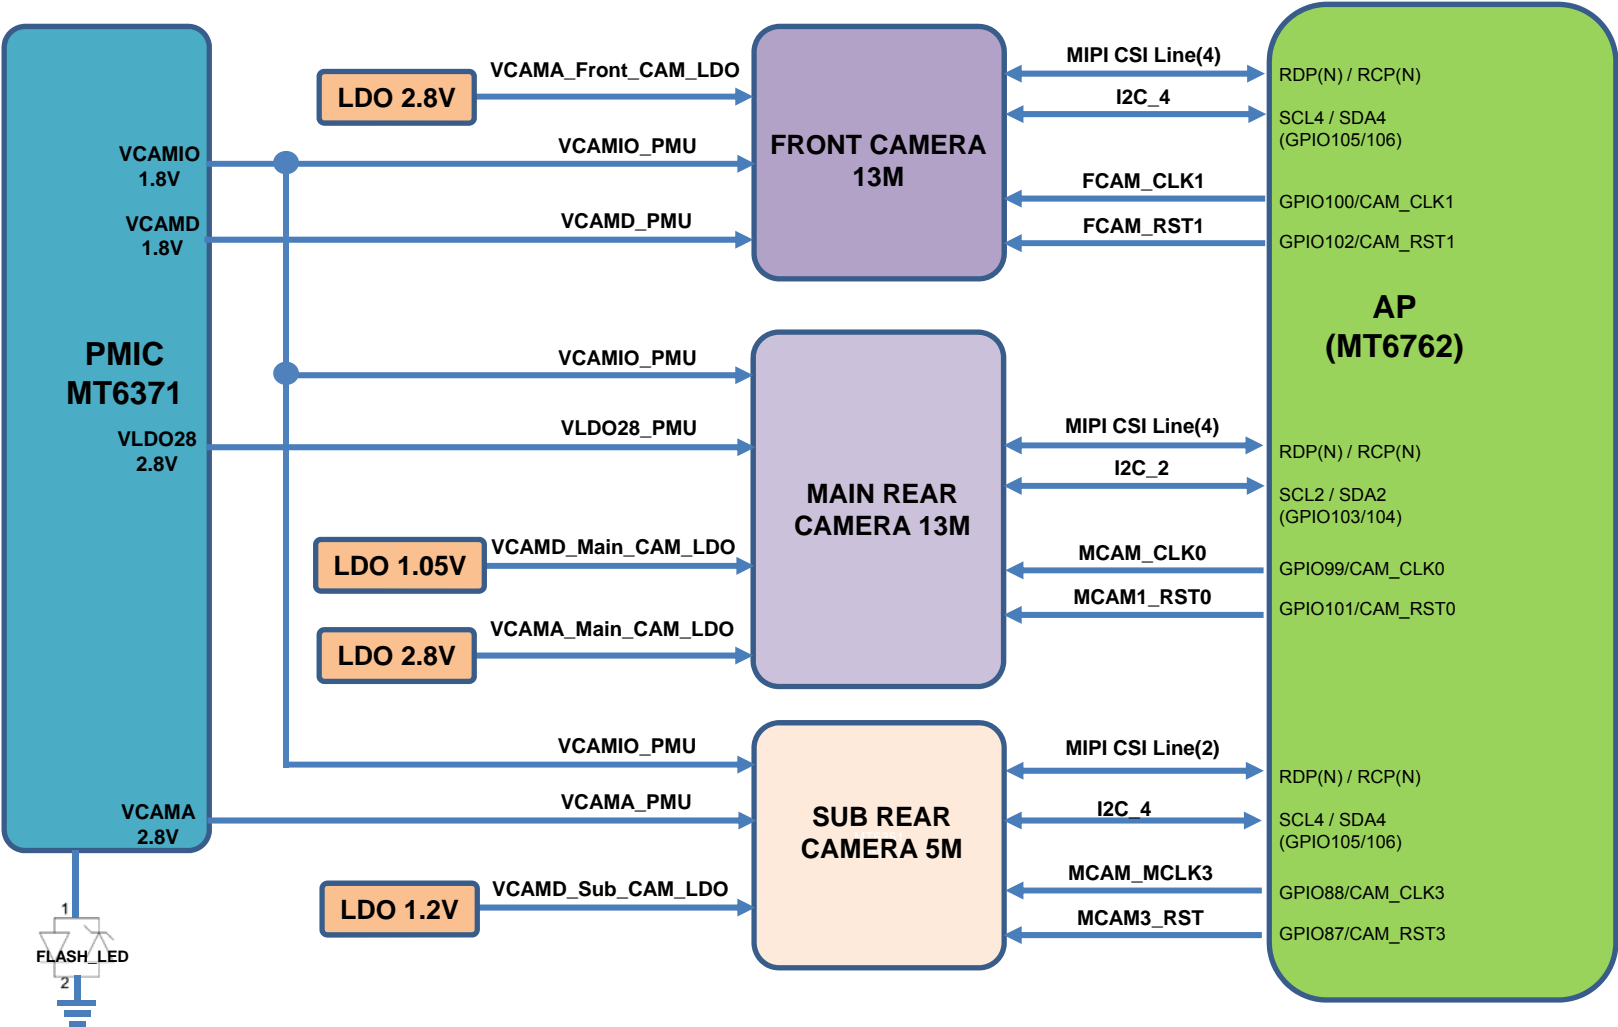 PMIC
MT6371
VCAMIO
1.8V
VCAMD
1.8V
VLDO28
2.8V
VCAMA
2.8V
1
FLASH_LED
2
LDO 2.8V
VCAMA_Front_CAM_LDO
VCAMIO_PMU
VCAMD_PMU
FRONT CAMERA
13M
MIPI CSI Line(4)
I2C_4
FCAM_CLK1
FCAM_RST1
VCAMIO_PMU
VLDO28_PMU
LDO 1.05V
VCAMD_Main_CAM_LDO
LDO 2.8V
VCAMA_Main_CAM_LDO
MAIN REAR
CAMERA 13M
MIPI CSI Line(4)
I2C_2
MCAM_CLK0
MCAM1_RST0
VCAMIO_PMU
VCAMA_PMU
LDO 1.2V
VCAMD_Sub_CAM_LDO
SUB REAR
CAMERA 5M
MIPI CSI Line(2)
I2C_4
MCAM_MCLK3
MCAM3_RST
RDP(N) / RCP(N)
SCL4 / SDA4
(GPIO105/106)
GPIO100/CAM_CLK1
GPIO102/CAM_RST1
AP
(MT6762)
RDP(N) / RCP(N)
SCL2 / SDA2
(GPIO103/104)
GPIO99/CAM_CLK0
GPIO101/CAM_RST0
RDP(N) / RCP(N)
SCL4 / SDA4
(GPIO105/106)
GPIO88/CAM_CLK3
GPIO87/CAM_RST3